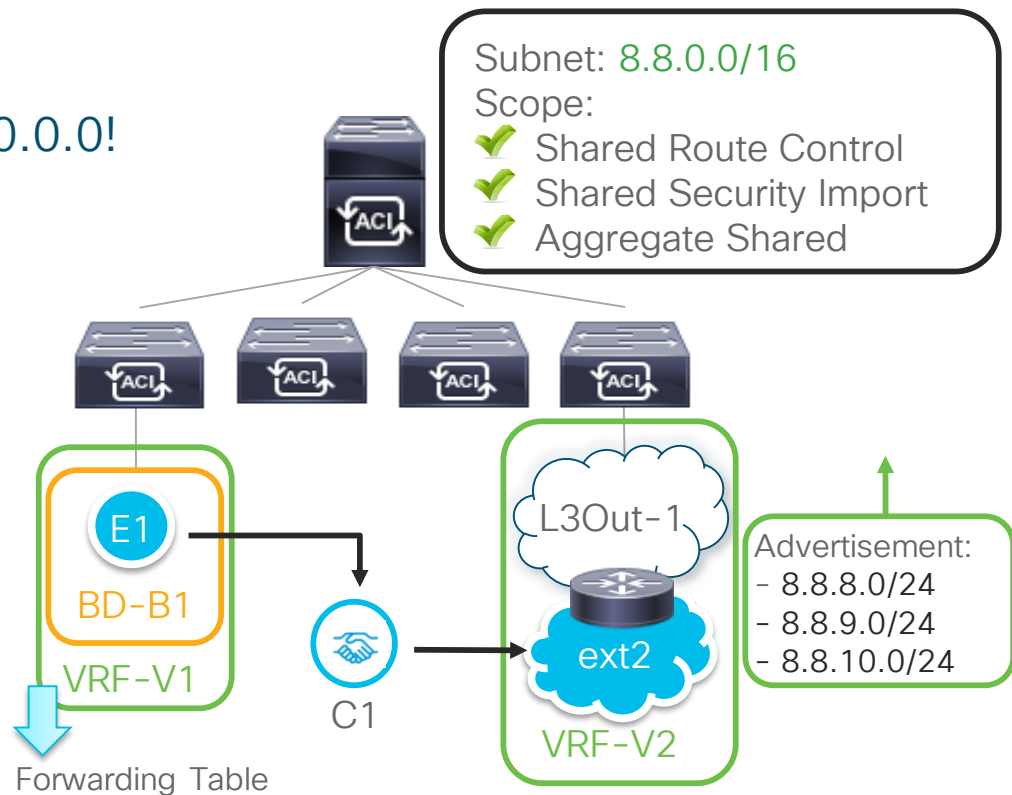 0.0.0!
Subnet: 8.8.0.0/16
Scope:
Shared Route Control
Shared Security Import
Aggregate Shared
ACI
ACI
ACI
ACI
ACI
E1
BD-B1
VRF-V1
C1
L3Out-1
ext2
VRF-V2
Advertisement:
- 8.8.8.0/24
- 8.8.9.0/24
- 8.8.10.0/24
Forwarding Table